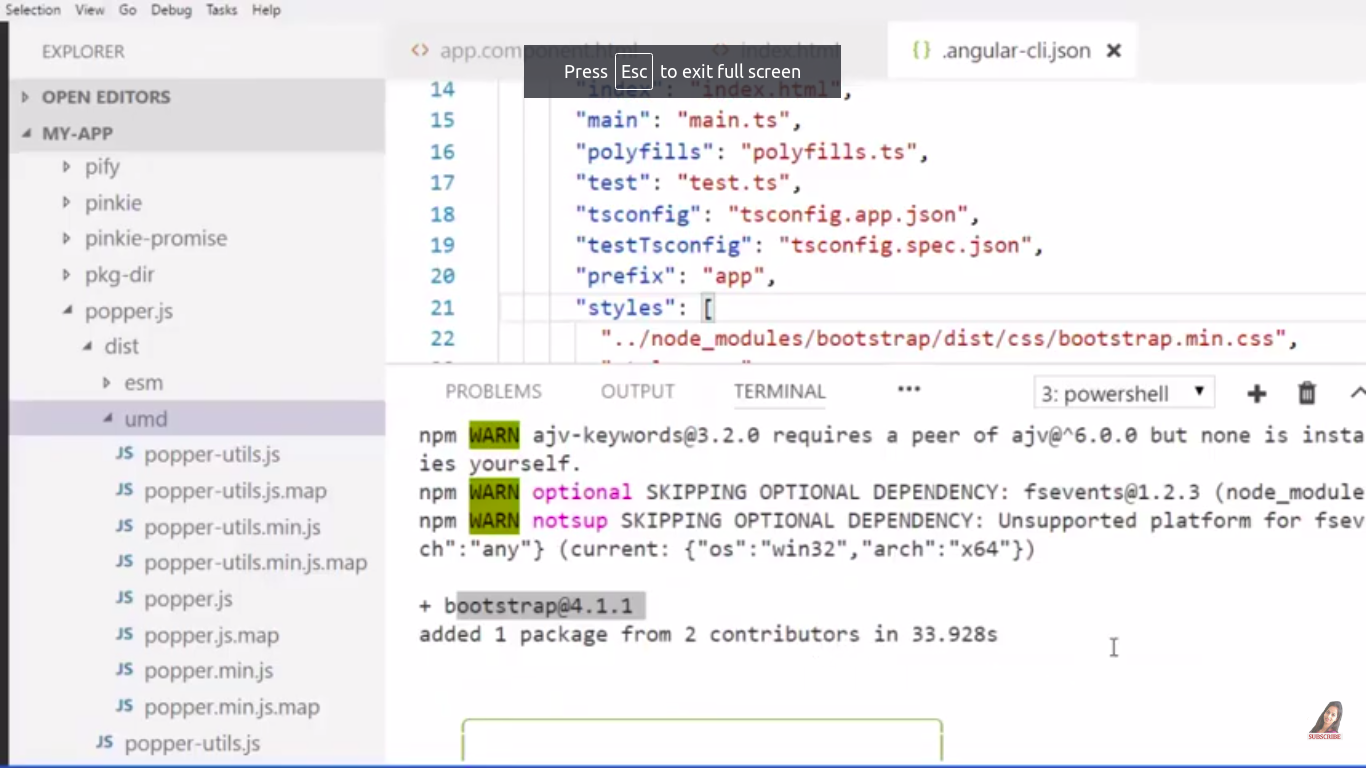 Selection View Go Debug Tasks Help
EXPLORER
OPEN EDITORS
MY-APP
pify
pinkie
pinkie-promise
pkg-dir
popper.js
dist
esm
umd
JS popper-utils.js
JS popper-utils.js.map
JS popper-utils.min.js
JS popper-utils.min.js.map
JS popper.js
JS popper.js.map
JS popper.min.js
JS popper.min.js.map
JS popper-utils.js
<> app.component.html <> index.html {} .angular-cli.json ×
Press Esc to exit full screen
14 "index": "index.html",
15 "main": "main.ts",
16 "polyfills": "polyfills.ts",
17 "test": "test.ts",
18 "tsconfig": "tsconfig.app.json",
19 "testTsconfig": "tsconfig.spec.json",
20 "prefix": "app",
21 "styles": [
22 "../node_modules/bootstrap/dist/css/bootstrap.min.css",
PROBLEMS OUTPUT TERMINAL ••• 3: powershell
npm WARN ajv-keywords@3.2.0 requires a peer of ajv@^6.0.0 but none is insta
ies yourself.
npm WARN optional SKIPPING OPTIONAL DEPENDENCY: fsevents@1.2.3 (node_module
npm WARN notsup SKIPPING OPTIONAL DEPENDENCY: Unsupported platform for fsev
ch":"any"} (current: {"os":"win32","arch":"x64"})
+ bootstrap@4.1.1
added 1 package from 2 contributors in 33.928s
SUBSCRIBE